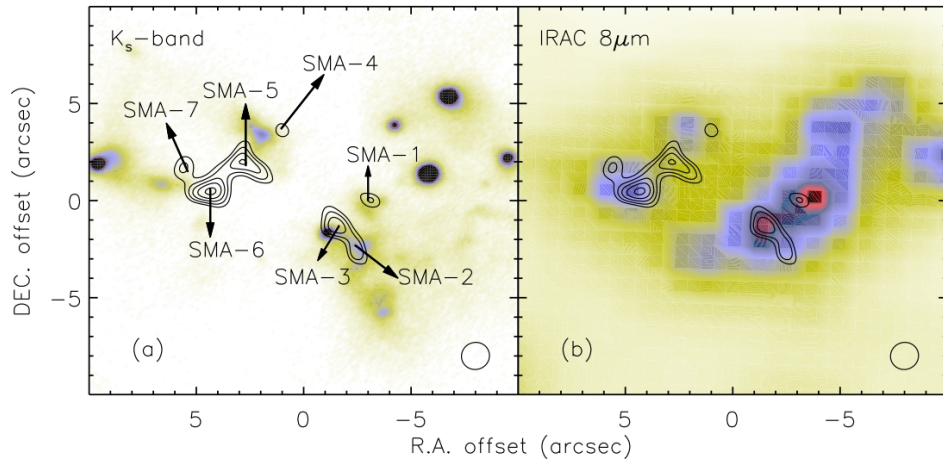 Kₛ−band
IRAC 8μm
SMA−4
SMA−5
SMA−7
SMA−1
SMA−6
SMA−3
SMA−2
(a)
(b)
5
0
−5
5
0
−5
5
0
−5
DEC. offset (arcsec)
R.A. offset (arcsec)